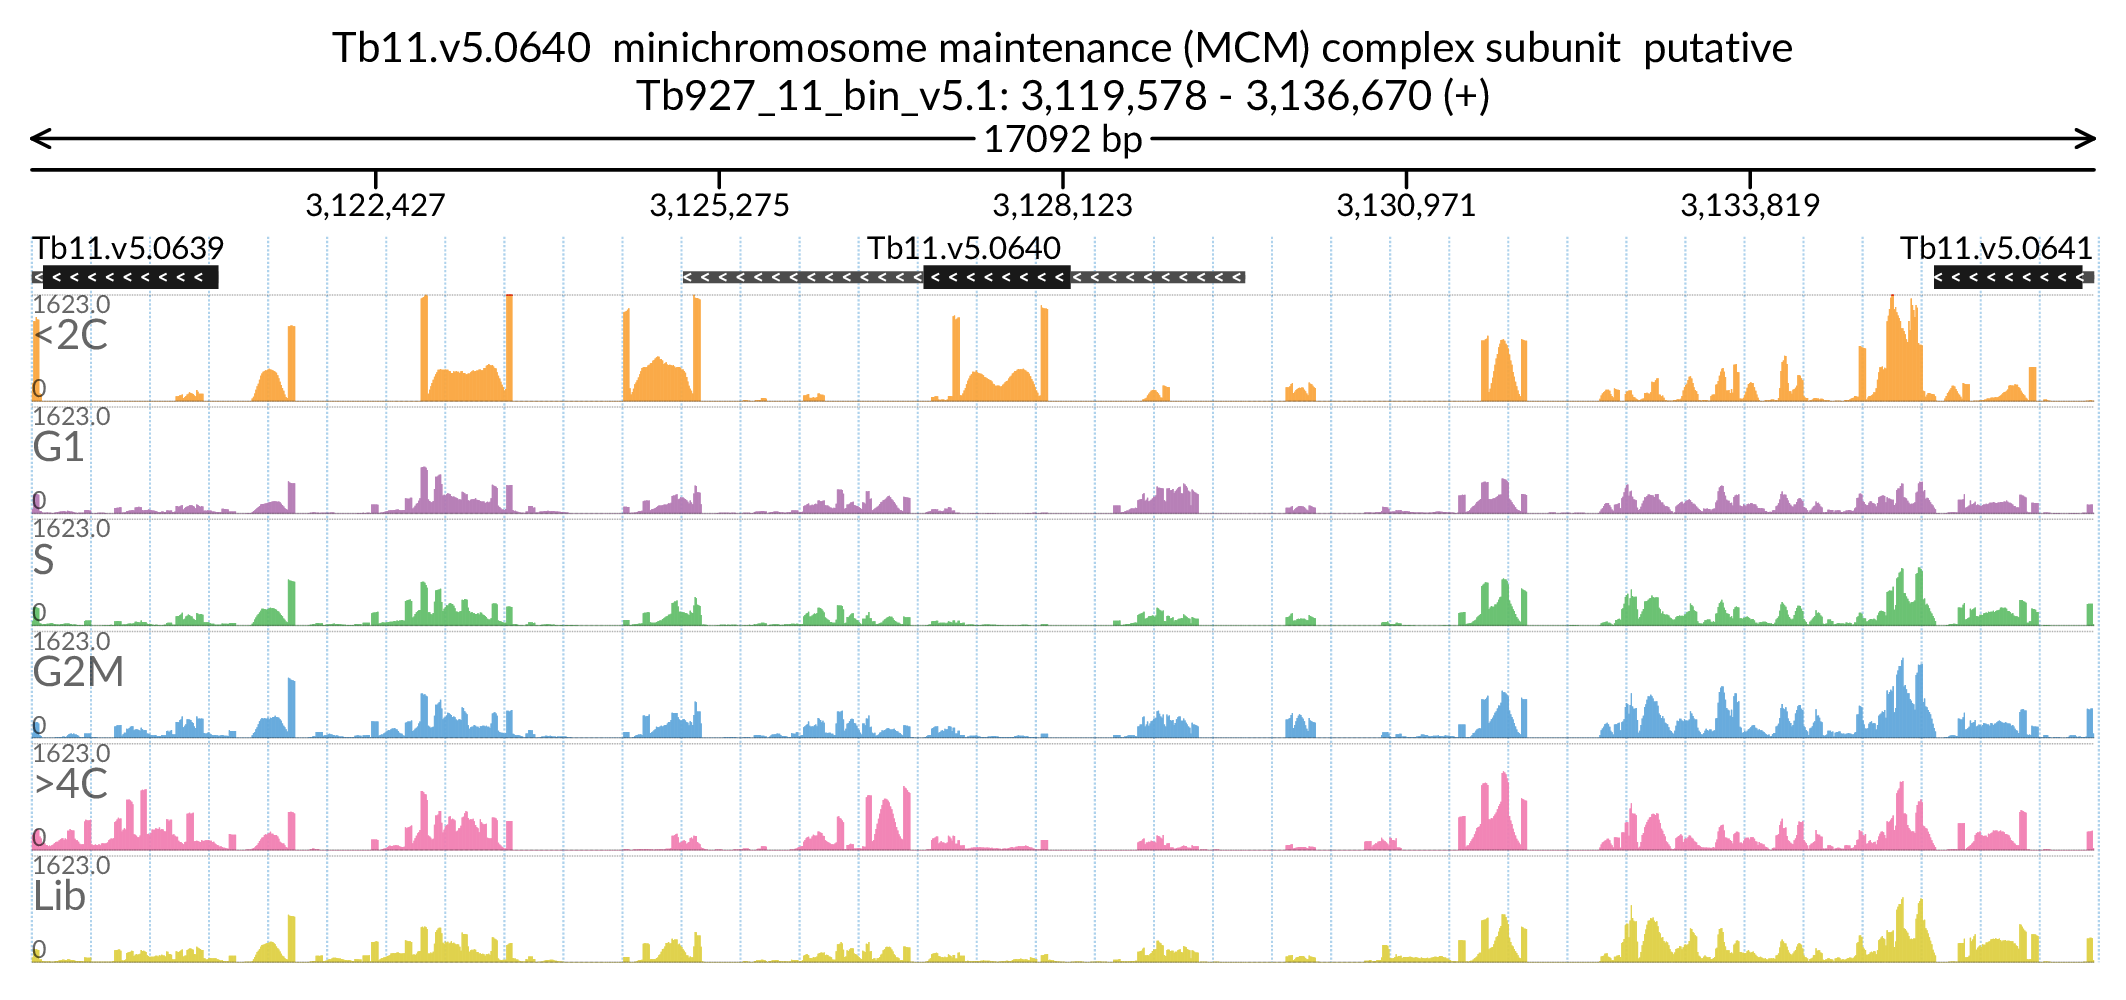 Tb11.v5.0640 minichromosome maintenance (MCM) complex subunit putative
Tb927_11_bin_v5.1: 3,119,578 - 3,136,670 (+)
17092 bp
3,122,427 3,125,275 3,128,123 3,130,971 3,133,819
Tb11.v5.0639 Tb11.v5.0640 Tb11.v5.0641
1623.0
<2C
0
1623.0
G1
0
1623.0
S
0
1623.0
G2M
0
1623.0
>4C
0
1623.0
Lib
0